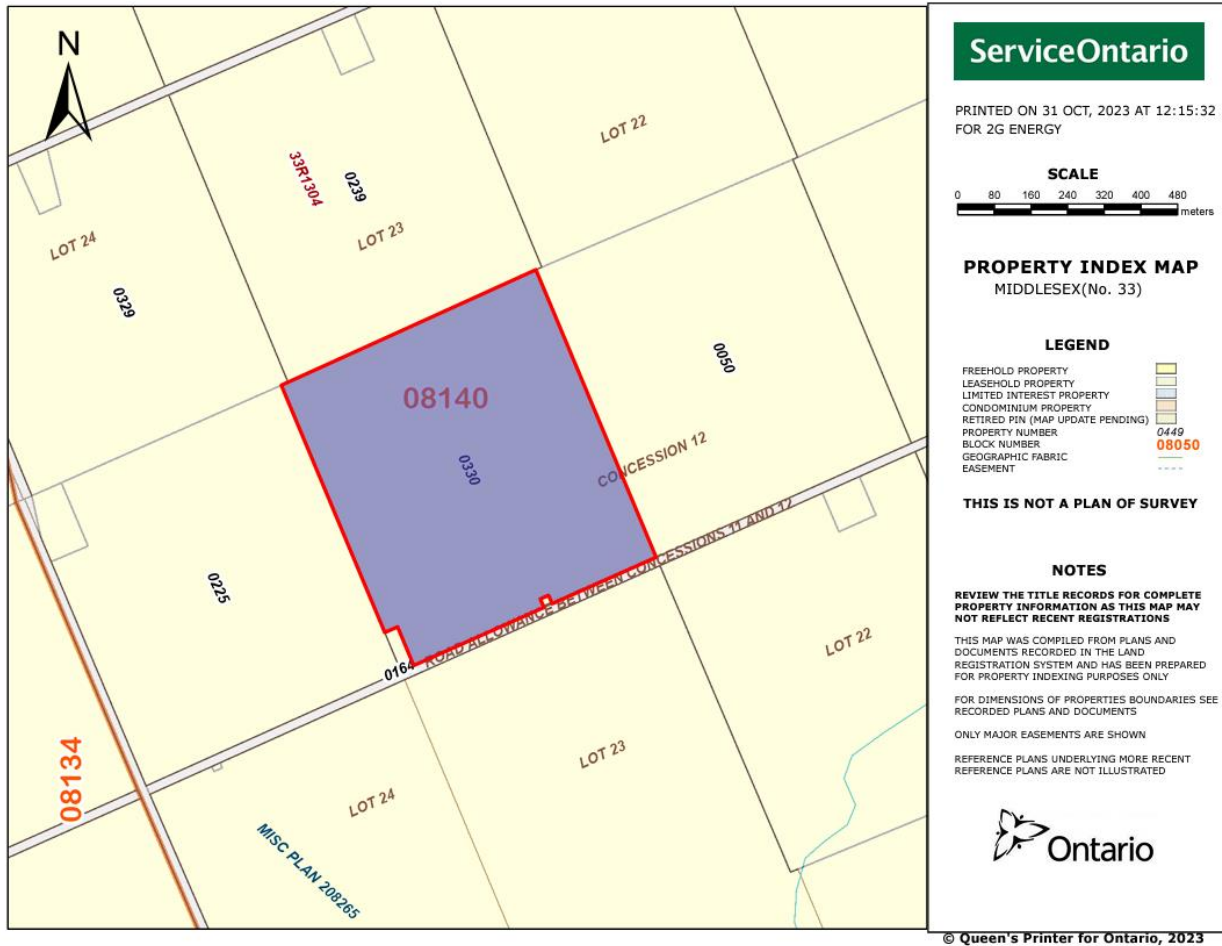 N
LOT 22
33R1304
0239
LOT 24
LOT 23
0329
0050
08140
0330
CONCESSION 12
ROAD ALLOWANCE BETWEEN CONCESSIONS 11 AND 12
0225
0164
LOT 22
LOT 23
08134
LOT 24
MISC PLAN 208265
ServiceOntario
PRINTED ON 31 OCT, 2023 AT 12:15:32
FOR 2G ENERGY
SCALE
0 80 160 240 320 400 480
meters
PROPERTY INDEX MAP
MIDDLESEX(No. 33)
LEGEND
FREEHOLD PROPERTY
LEASEHOLD PROPERTY
LIMITED INTEREST PROPERTY
CONDOMINIUM PROPERTY
RETIRED PIN (MAP UPDATE PENDING)
PROPERTY NUMBER 0449
BLOCK NUMBER 08050
GEOGRAPHIC FABRIC
EASEMENT
THIS IS NOT A PLAN OF SURVEY
NOTES
REVIEW THE TITLE RECORDS FOR COMPLETE
PROPERTY INFORMATION AS THIS MAP MAY
NOT REFLECT RECENT REGISTRATIONS
THIS MAP WAS COMPILED FROM PLANS AND
DOCUMENTS RECORDED IN THE LAND
REGISTRATION SYSTEM AND HAS BEEN PREPARED
FOR PROPERTY INDEXING PURPOSES ONLY
FOR DIMENSIONS OF PROPERTIES BOUNDARIES SEE
RECORDED PLANS AND DOCUMENTS
ONLY MAJOR EASEMENTS ARE SHOWN
REFERENCE PLANS UNDERLYING MORE RECENT
REFERENCE PLANS ARE NOT ILLUSTRATED
Ontario
© Queen's Printer for Ontario, 2023